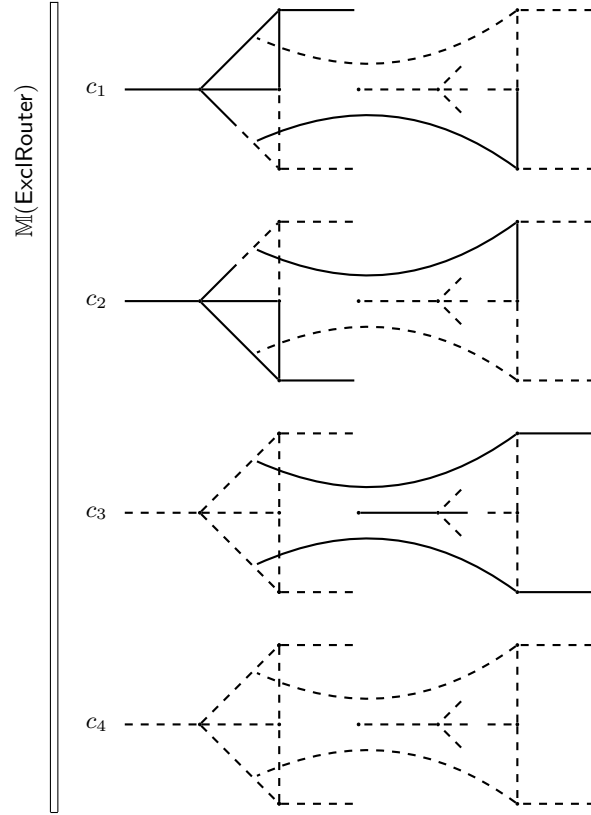 𝕄(ExclRouter)
c₁
c₂
c₃
c₄